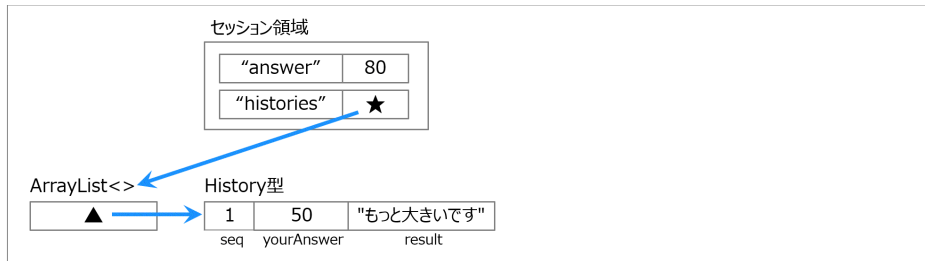 セッション領域
“answer” 80
“histories” ★
ArrayList<> History型
▲ 1 50 "もっと大きいです"
seq yourAnswer result